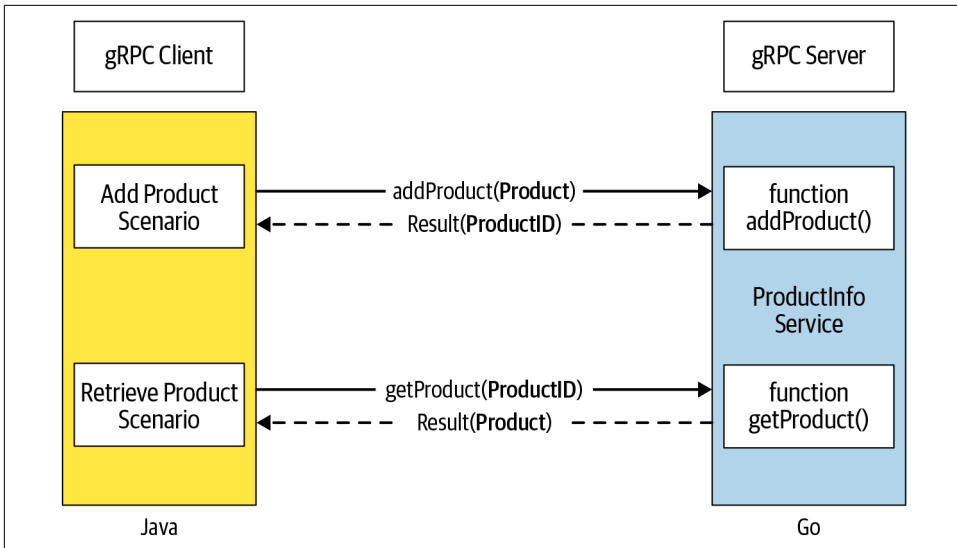 gRPC Client
gRPC Server
Add Product
Scenario
addProduct(Product)
Result(ProductID)
function
addProduct()
ProductInfo
Service
Retrieve Product
Scenario
getProduct(ProductID)
Result(Product)
function
getProduct()
Java
Go